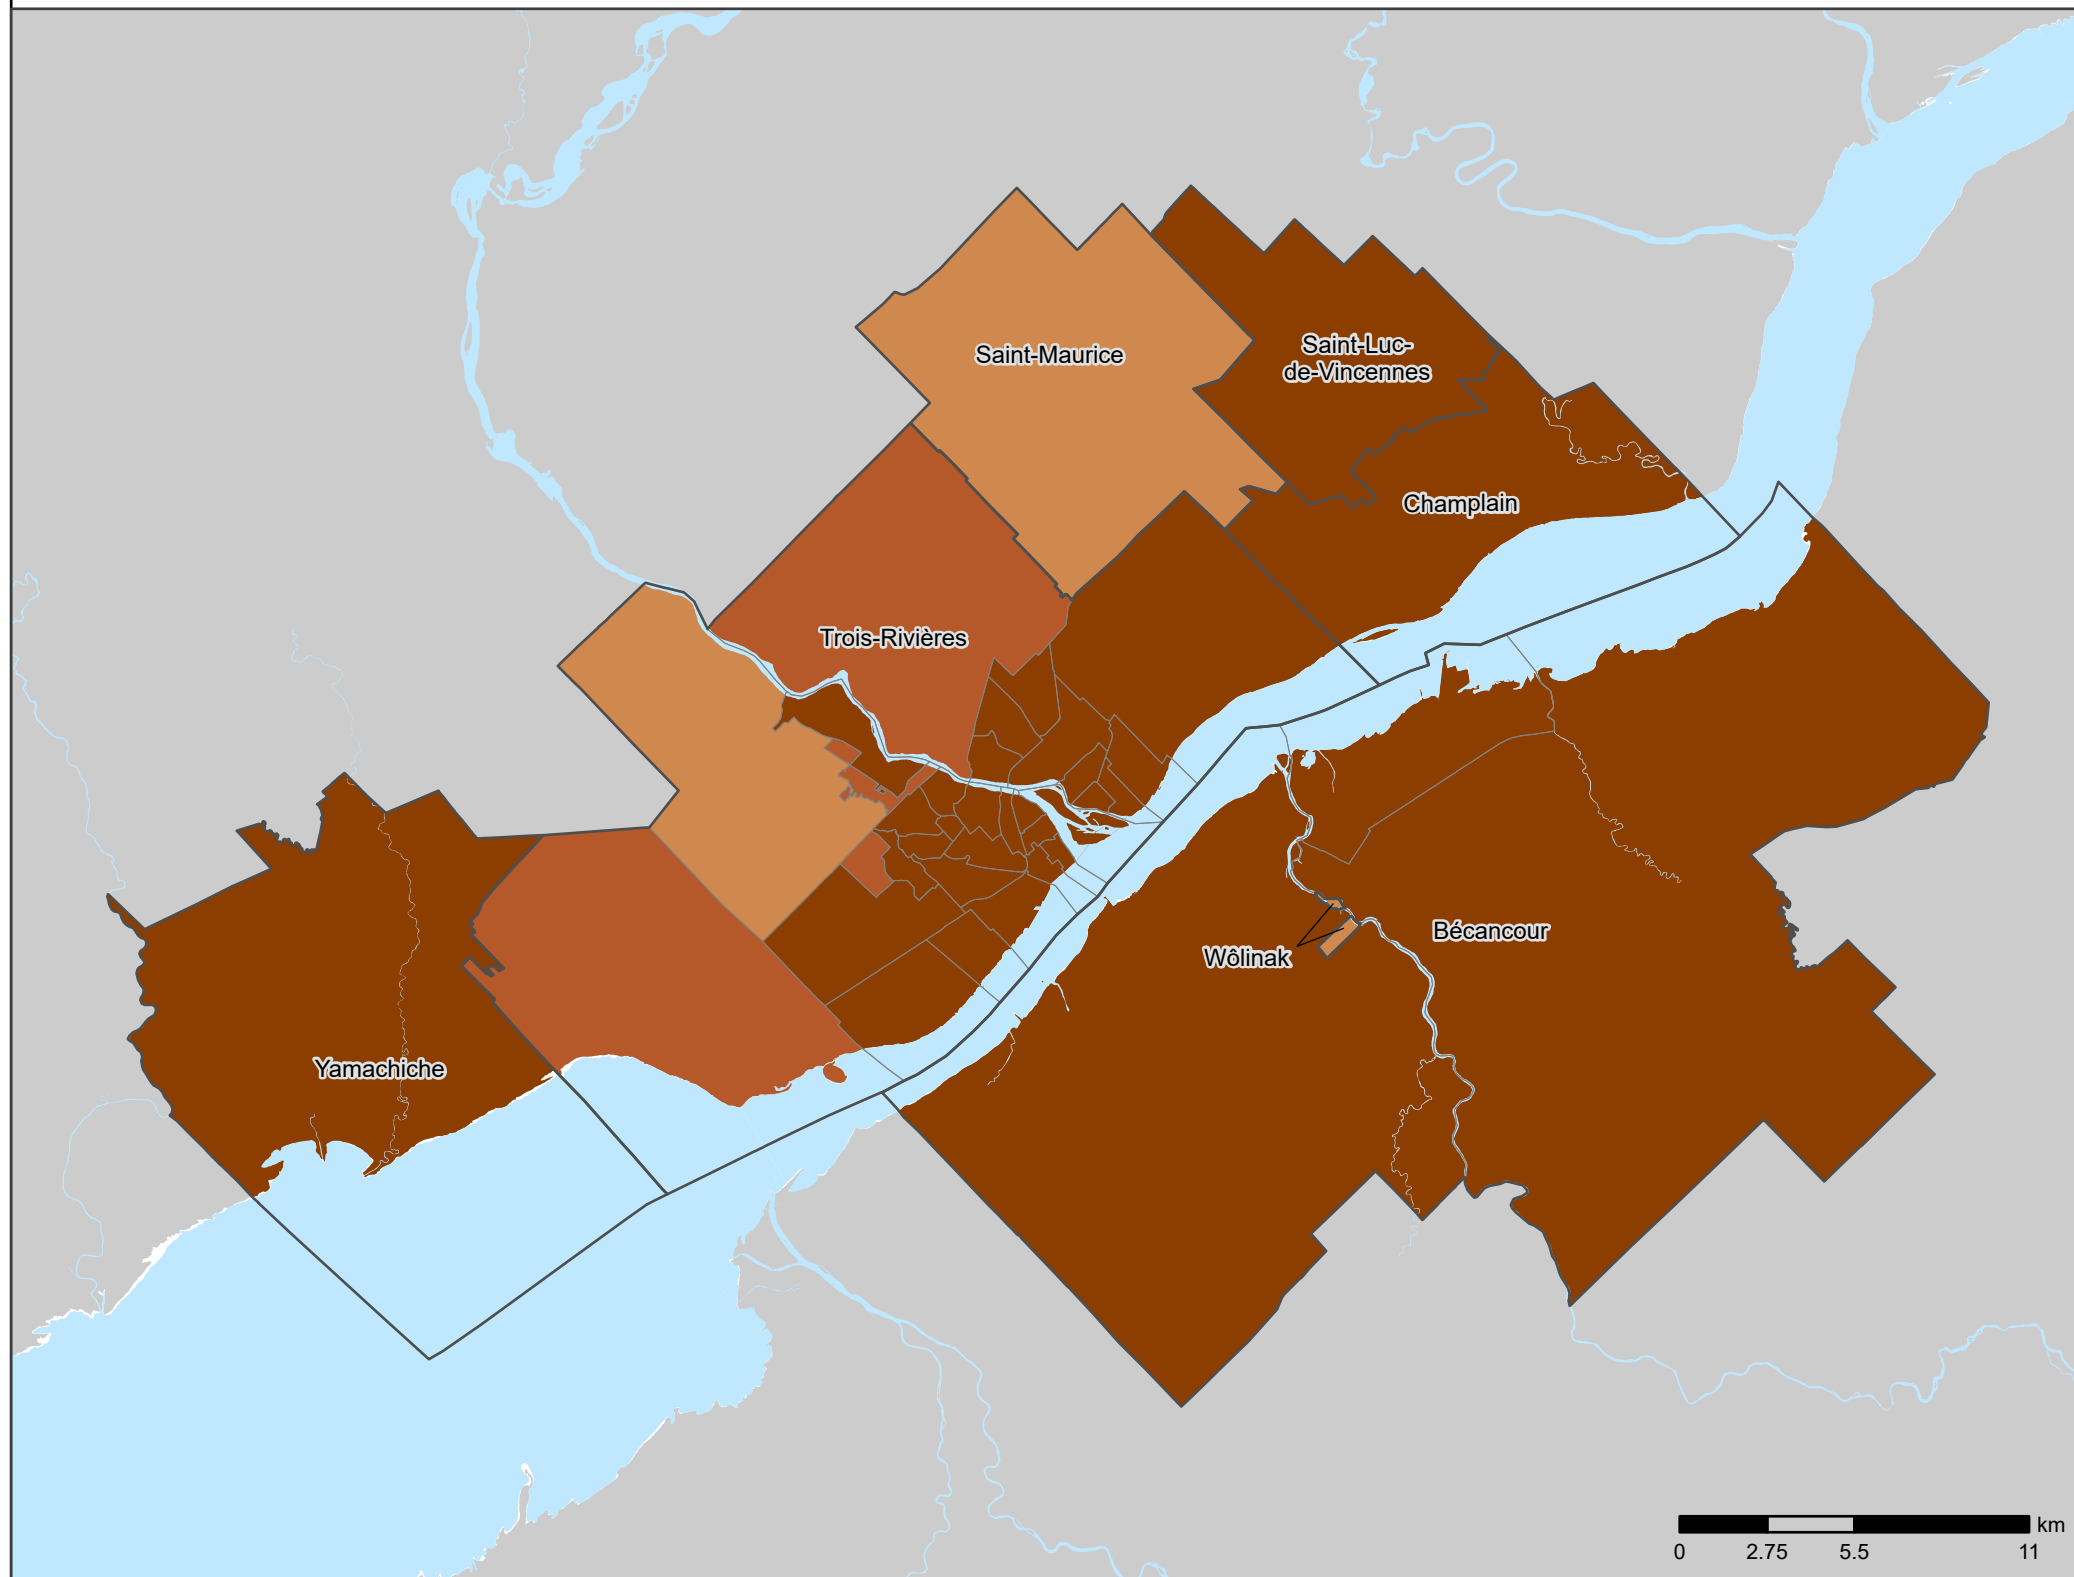 Saint-Maurice
Saint-Luc-
de-Vincennes
Champlain
Trois-Rivières
Bécancour
Wôlinak
Yamachiche
km
0 2.75 5.5 11